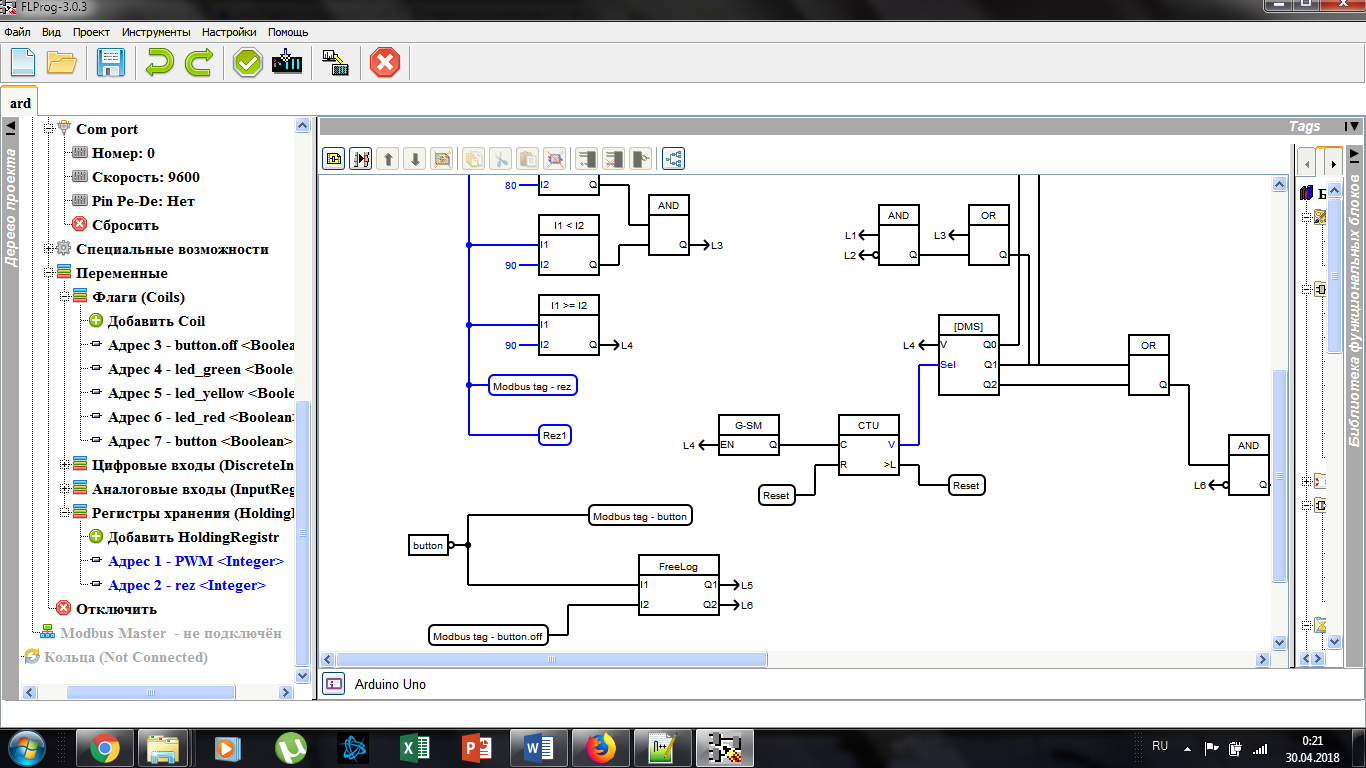 FLProg-3.0.3
Файл Вид Проект Инструменты Настройки Помощь
ard
Дерево проекта
Com port
Номер: 0
Скорость: 9600
Pin Pe-De: Нет
Сбросить
Специальные возможности
Переменные
Флаги (Coils)
Добавить Coil
Адрес 3 - button.off <Boolea
Адрес 4 - led_green <Boole
Адрес 5 - led_yellow <Boole
Адрес 6 - led_red <Boolean>
Адрес 7 - button <Boolean>
Цифровые входы (DiscreteIn
Аналоговые входы (InputReg
Регистры хранения (HoldingI
Добавить HoldingRegistr
Адрес 1 - PWM <Integer>
Адрес 2 - rez <Integer>
Отключить
Modbus Master - не подключён
Кольца (Not Connected)
Tags
80 I2 Q
AND
Q L3
I1 < I2
I1
90 I2 Q
I1 >= I2
I1
90 I2 Q L4
Modbus tag - rez
Rez1
AND
L1
L2 Q
OR
L3
Q
[DMS]
L4 V Q0
Sel Q1
Q2
OR
Q
G-SM
L4 EN Q
CTU
C V
R >L
Reset
Reset
AND
L6 Q
Modbus tag - button
button
FreeLog
I1 Q1 L5
I2 Q2 L6
Modbus tag - button.off
Arduino Uno
Б
Библиотека функциональных блоков
RU
0:21
30.04.2018